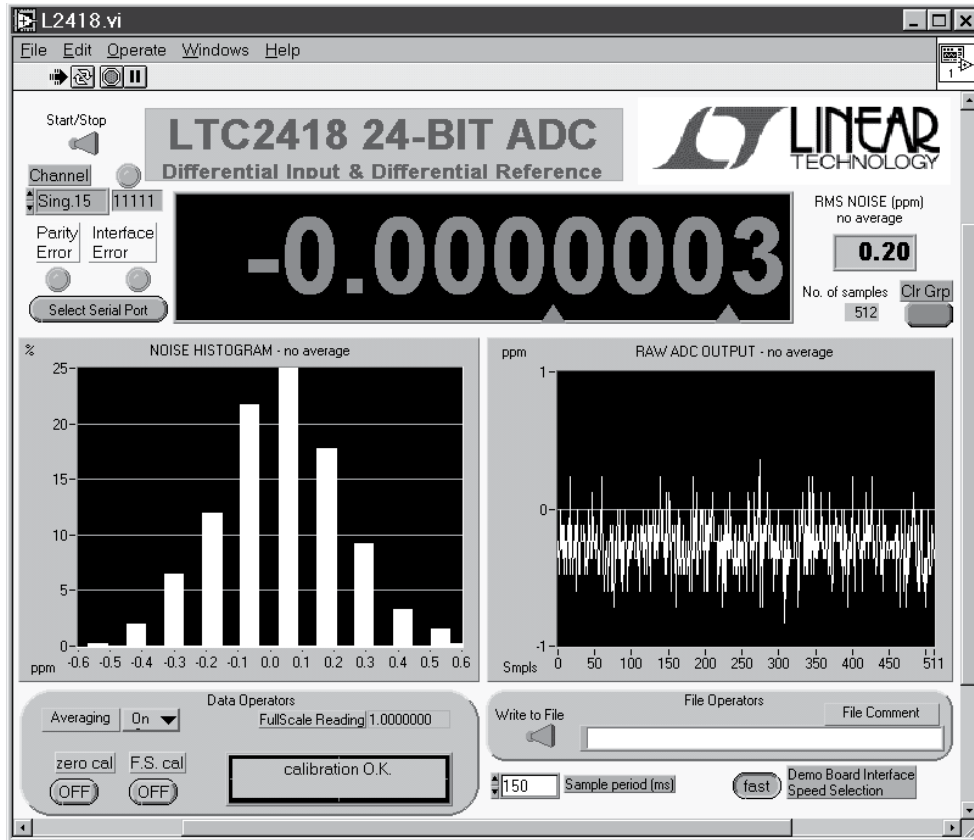 L2418.vi
File Edit Operate Windows Help
1
Start/Stop
LTC2418 24-BIT ADC
Differential Input & Differential Reference
LINEAR
TECHNOLOGY
Channel
Sing.15 11111
Parity Error
Interface Error
Select Serial Port
-0.0000003
RMS NOISE (ppm)
no average
0.20
No. of samples
512
Clr Grp
%
NOISE HISTOGRAM - no average
25-
20-
15-
10-
5-
0-
ppm
-0.6 -0.5 -0.4 -0.3 -0.2 -0.1 0.0 0.1 0.2 0.3 0.4 0.5 0.6
ppm
RAW ADC OUTPUT - no average
1-
0-
-1-
Smpls
0 50 100 150 200 250 300 350 400 450 511
Data Operators
Averaging On
FullScale Reading 1.0000000
zero cal F.S. cal
OFF OFF
calibration O.K.
File Operators
Write to File
File Comment
150 Sample period (ms)
fast
Demo Board Interface
Speed Selection